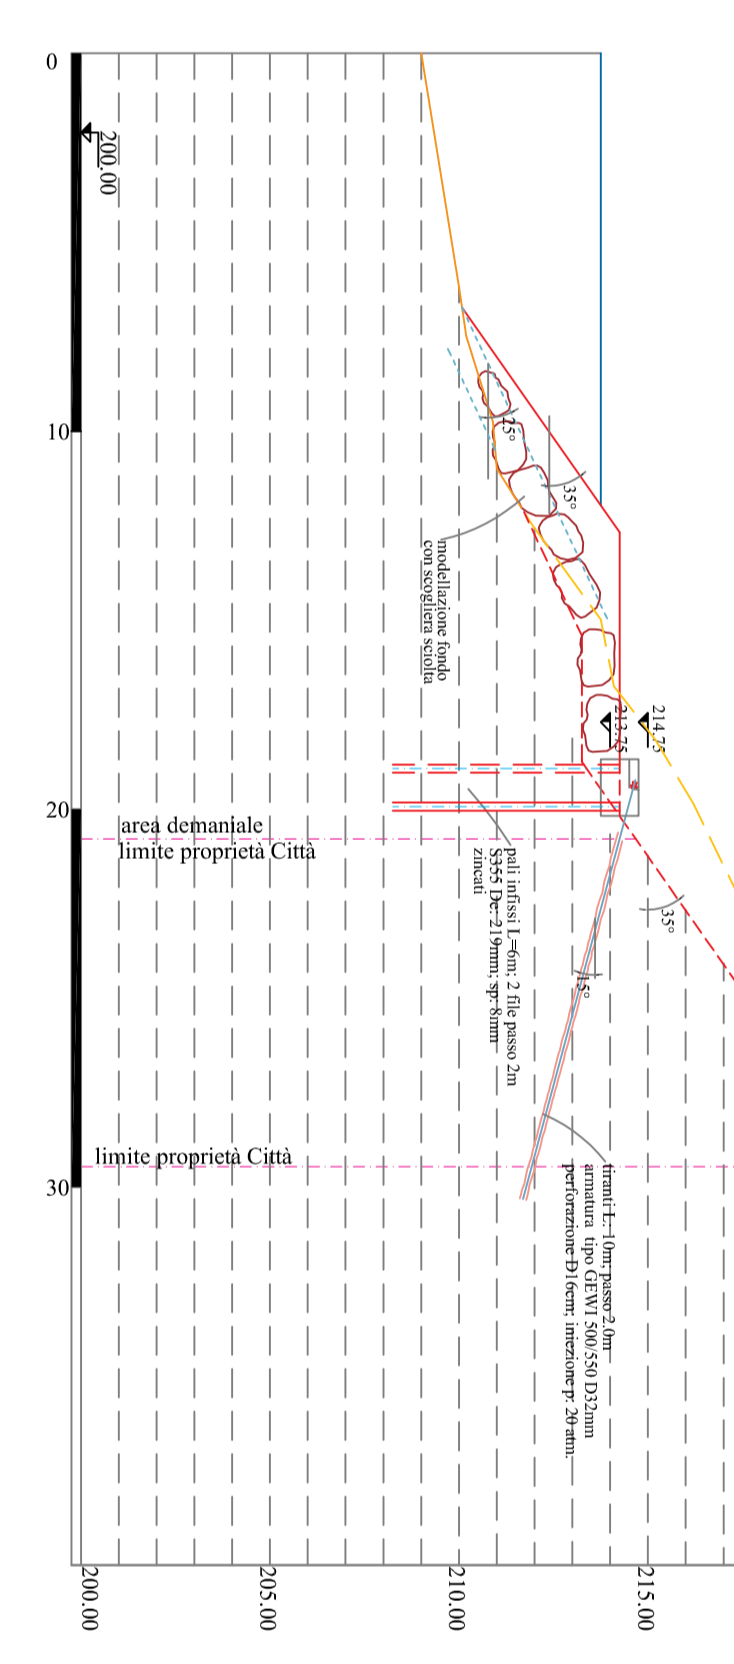 0
200.00
25°
10
35°
modellazione fondo
con scogliera sciolta
213.75
214.75
20
area demaniale
limite proprietà Città
pali infissi L=6m; 2 file passo 2m
S355 De: 219mm; sp: 8mm
zincati
35°
15°
limite proprietà Città
30
tiranti L: 10m; passo 2.0m
armatura tipo GEWI 500/550 D32mm
perforazione D16cm; iniezione p: 20 atm.
200.00
205.00
210.00
215.00